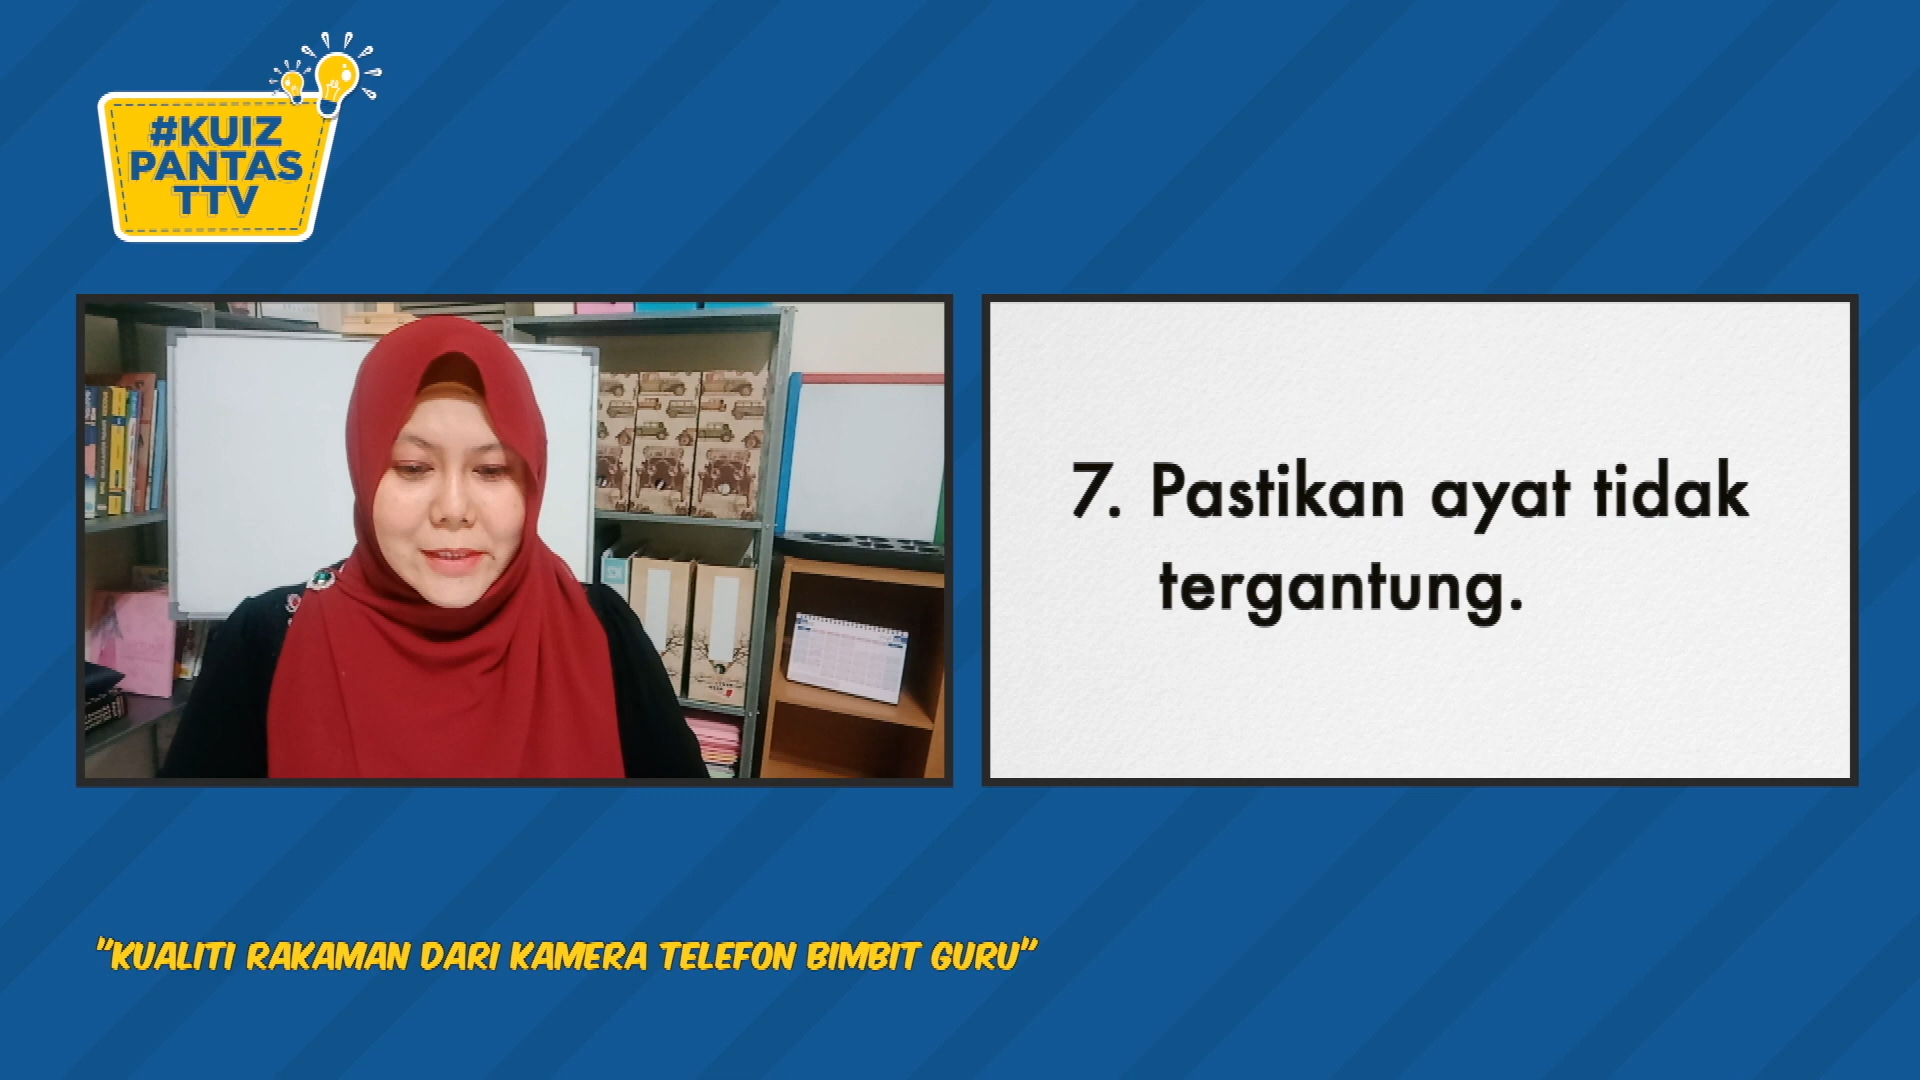 #KUIZ
PANTAS
TTV
7. Pastikan ayat tidak
tergantung.
"KUALITI RAKAMAN DARI KAMERA TELEFON BIMBIT GURU"